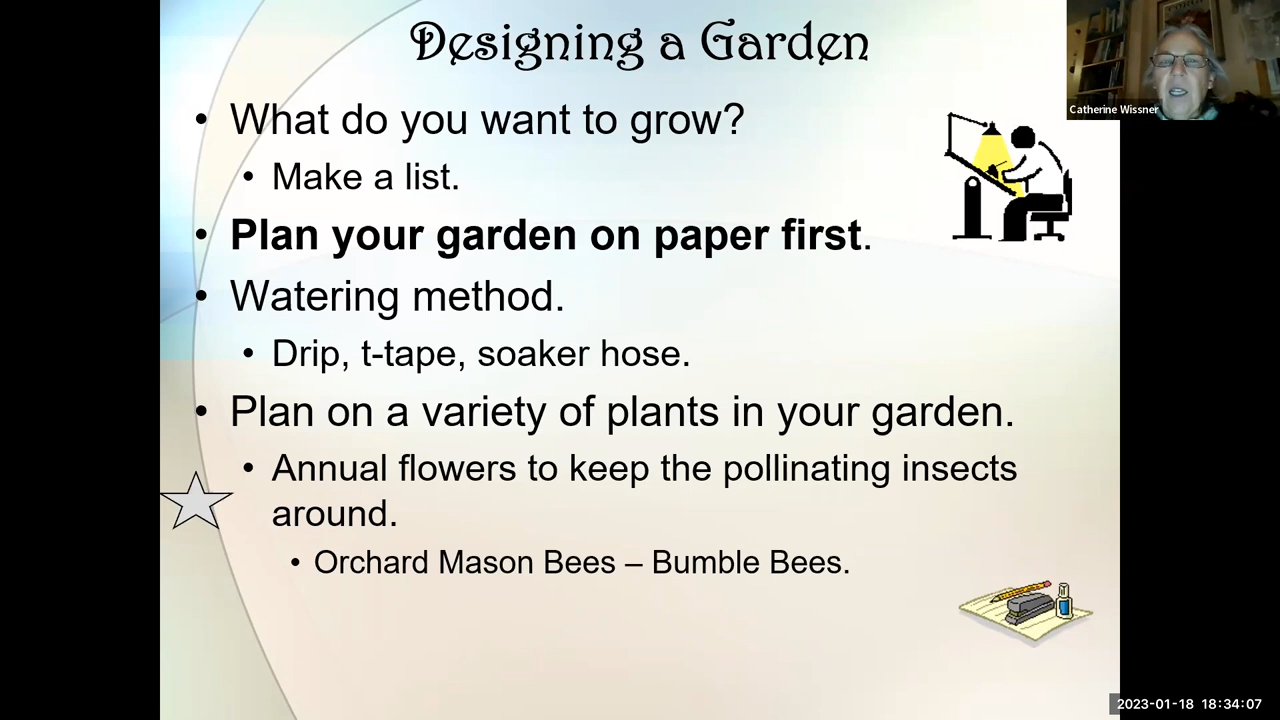 Designing a Garden
• What do you want to grow?
• Make a list.
• Plan your garden on paper first.
• Watering method.
• Drip, t-tape, soaker hose.
• Plan on a variety of plants in your garden.
• Annual flowers to keep the pollinating insects
around.
• Orchard Mason Bees – Bumble Bees.
Catherine Wissner
2023-01-18 18:34:07